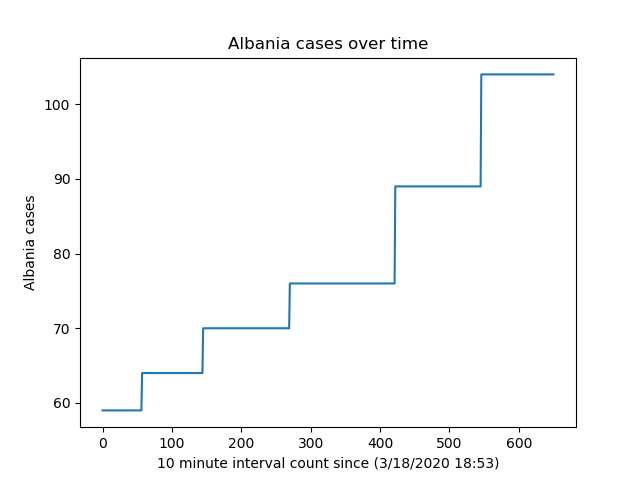 Albania cases over time
100
90
80
70
60
Albania cases
0 100 200 300 400 500 600
10 minute interval count since (3/18/2020 18:53)